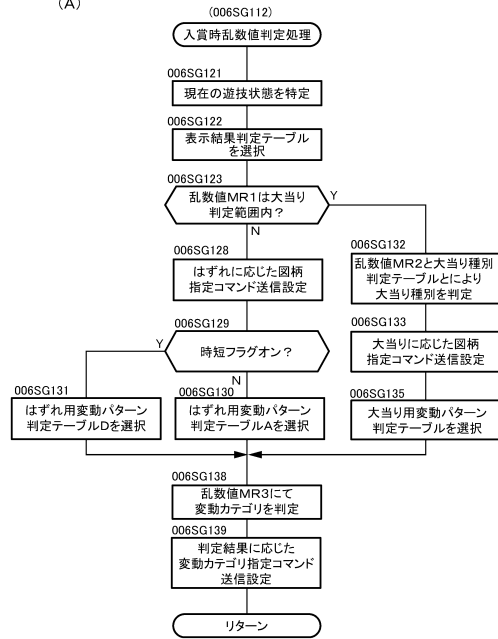 (A)
(006SG112)
入賞時乱数値判定処理
006SG121
現在の遊技状態を特定
006SG122
表示結果判定テーブル
を選択
006SG123
乱数値MR1は大当り
判定範囲内？
Y
N
006SG128
はずれに応じた図柄
指定コマンド送信設定
006SG132
乱数値MR2と大当り種別
判定テーブルとにより
大当り種別を判定
006SG129
時短フラグオン？
Y
N
006SG133
大当りに応じた図柄
指定コマンド送信設定
006SG131
はずれ用変動パターン
判定テーブルDを選択
006SG130
はずれ用変動パターン
判定テーブルAを選択
006SG135
大当り用変動パターン
判定テーブルを選択
006SG138
乱数値MR3にて
変動カテゴリを判定
006SG139
判定結果に応じた
変動カテゴリ指定コマンド
送信設定
リターン